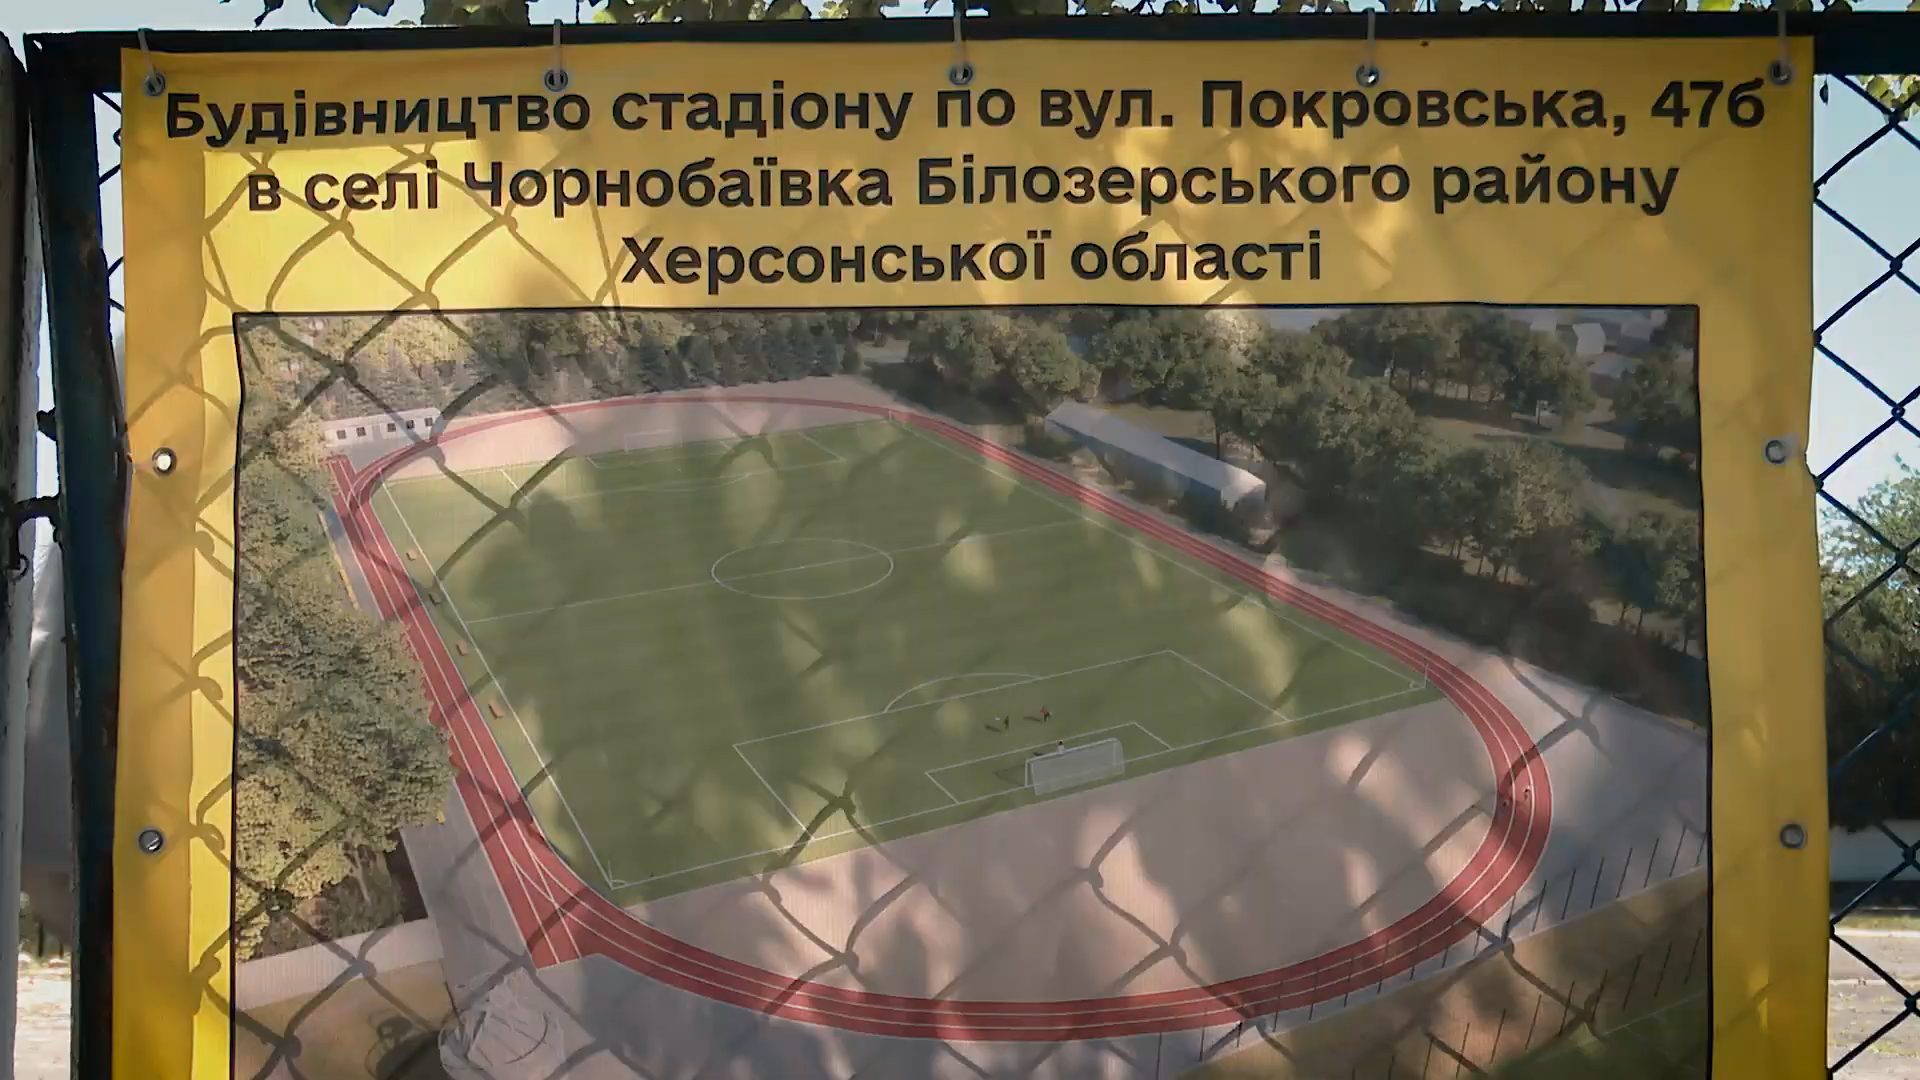 Будівництво стадіону по вул. Покровська, 47б
в селі Чорнобаївка Білозерського району
Херсонської області